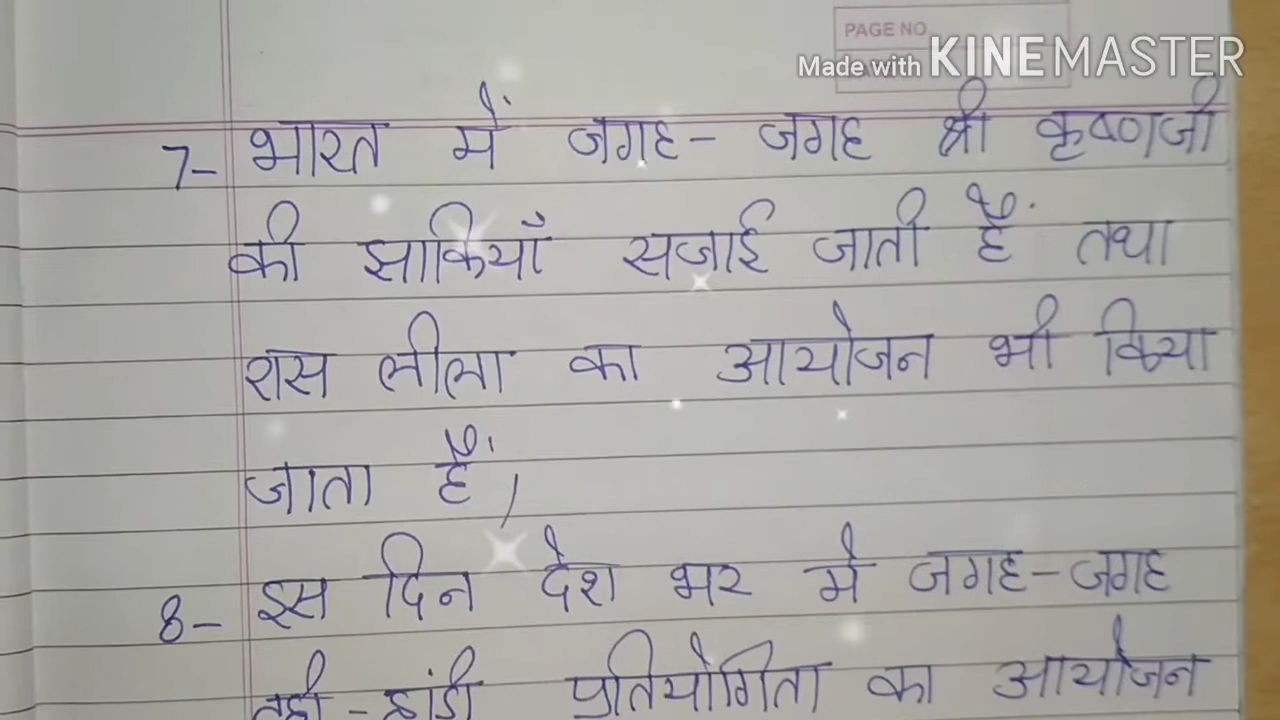 PAGE NO
Made with KINEMASTER
7- भारत में जगह- जगह श्री कृष्णजी
की झाकियाँ सजाई जाती हैं तथा
रास लीला का आयोजन भी किया
जाता हैं,
8- इस दिन देश भर मे जगह-जगह
दही - हांडी प्रतियोगिता का आयोजन